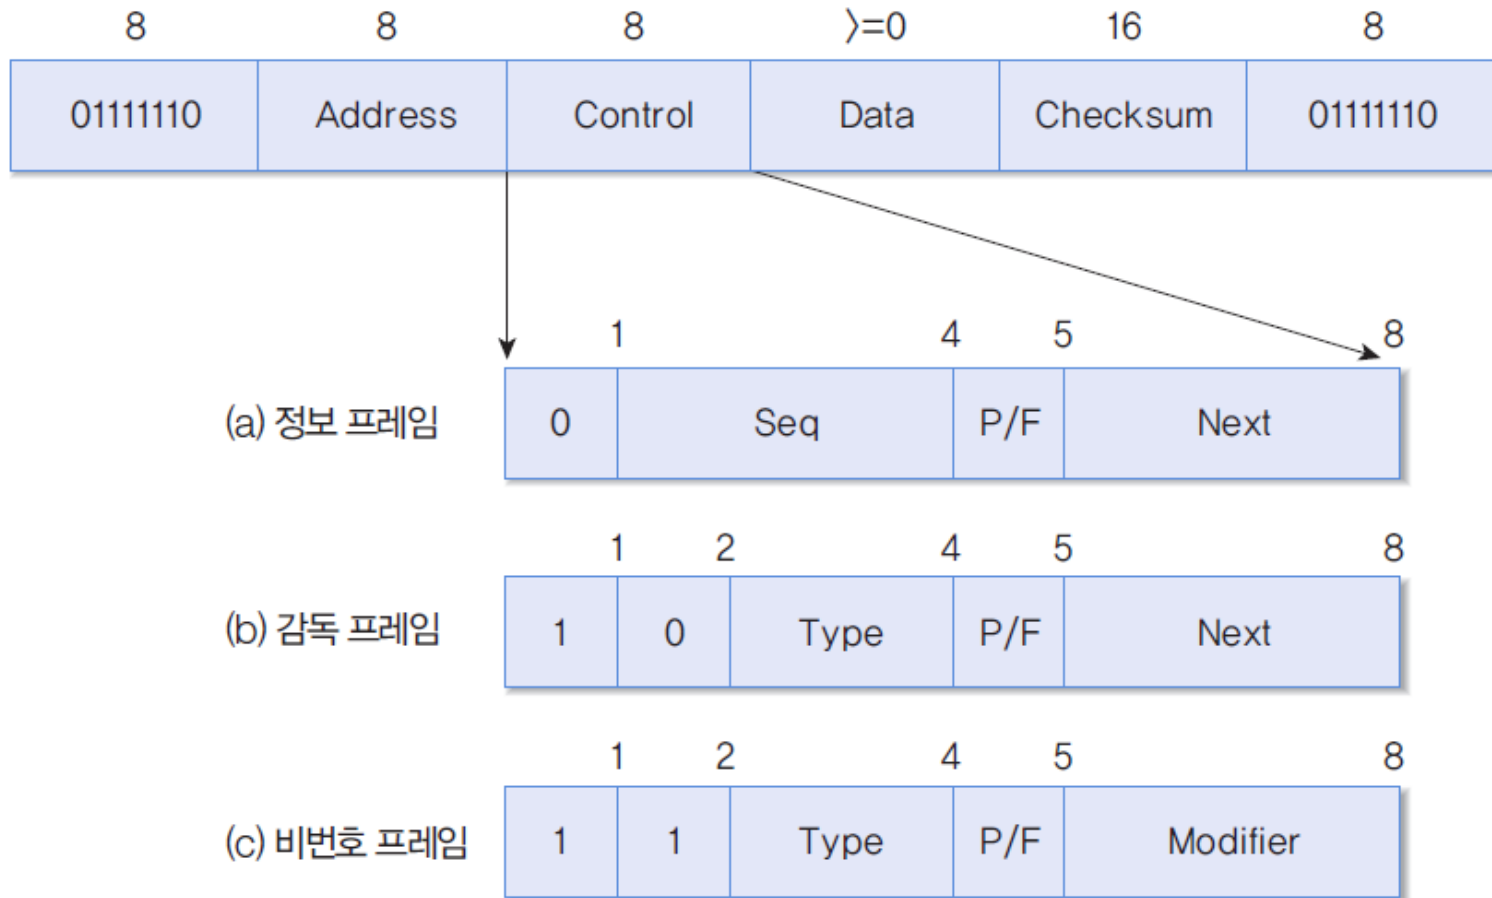 8 8 8 〉=0 16 8
01111110 Address Control Data Checksum 01111110
1 4 5 8
(a) 정보 프레임 0 Seq P/F Next
1 2 4 5 8
(b) 감독 프레임 1 0 Type P/F Next
1 2 4 5 8
(c) 비번호 프레임 1 1 Type P/F Modifier